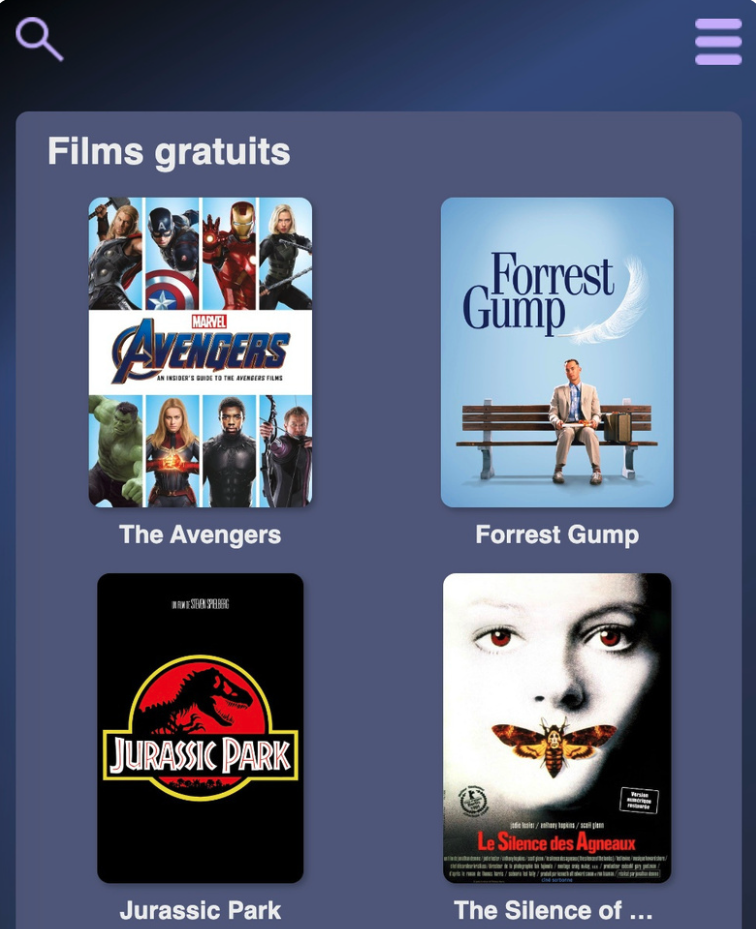 Films gratuits
MARVEL
AVENGERS
AN INSIDER'S GUIDE TO THE AVENGERS FILMS
Forrest
Gump
The Avengers
Forrest Gump
UN FILM DE STEVEN SPIELBERG
JURASSIC PARK
Version
numérique
restaurée
jodie foster / anthony hopkins / scott glenn
Le Silence des Agneaux
Jurassic Park
The Silence of ...